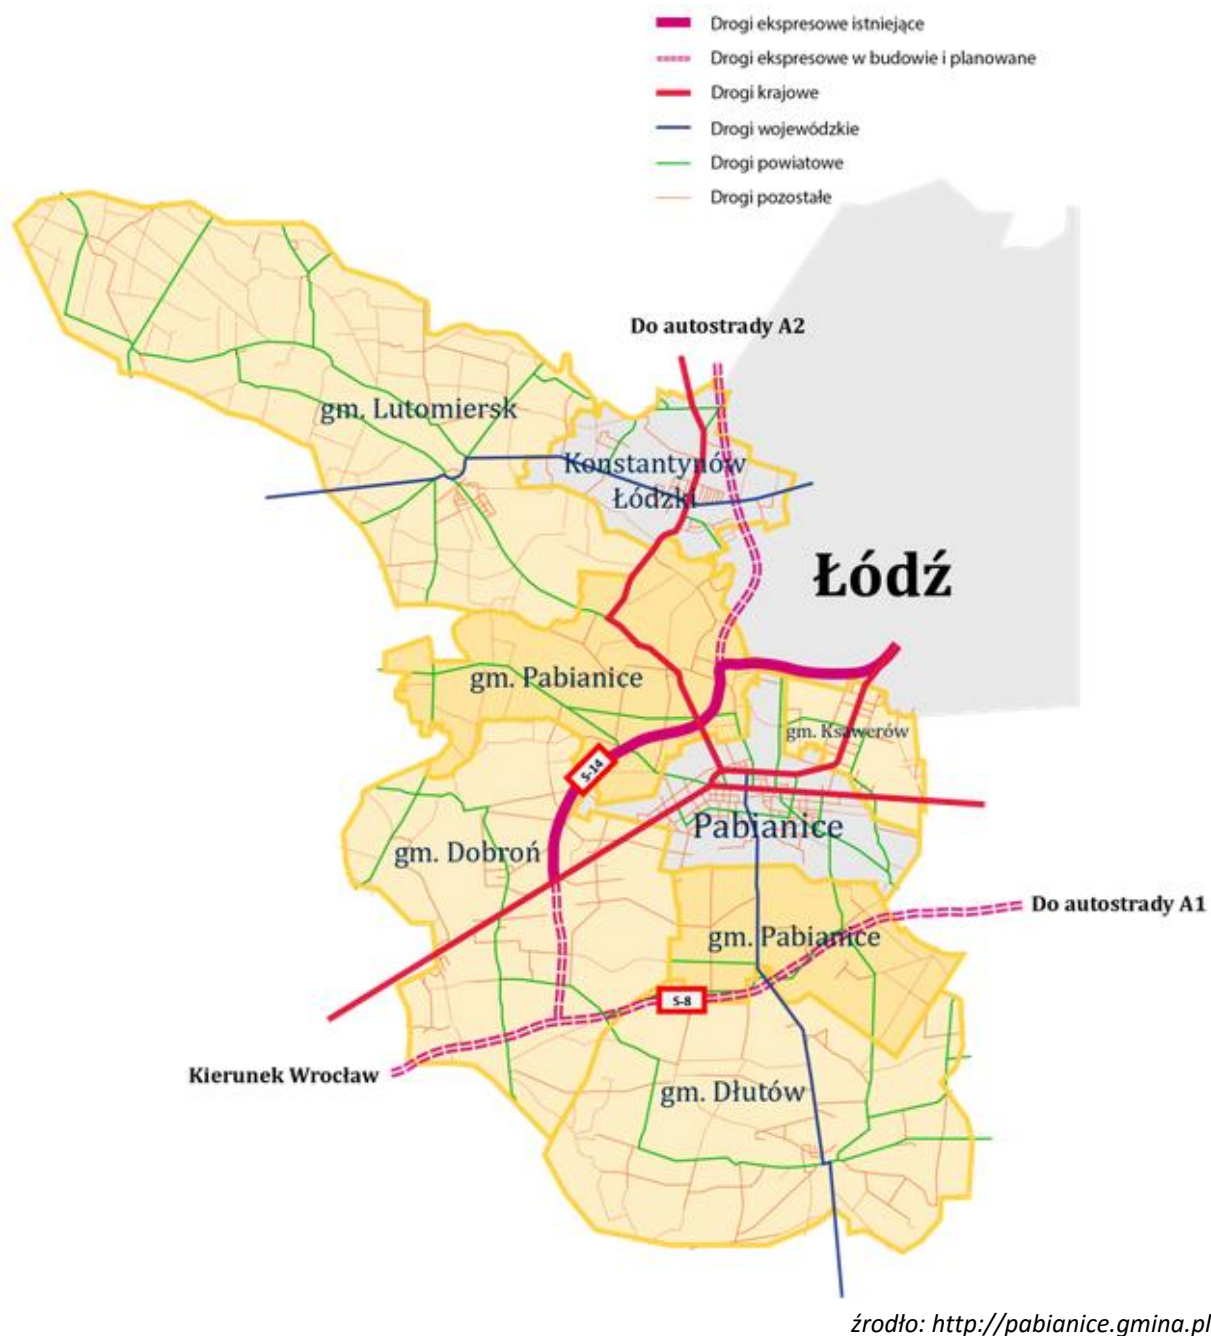 Drogi ekspresowe istniejące
Drogi ekspresowe w budowie i planowane
Drogi krajowe
Drogi wojewódzkie
Drogi powiatowe
Drogi pozostałe
Do autostrady A2
gm. Lutomiersk
Konstantynów
Łódzki
Łódź
gm. Pabianice
gm. Ksawerów
S-14
Pabianice
gm. Dobroń
Do autostrady A1
gm. Pabianice
S-8
Kierunek Wrocław
gm. Dłutów
źrodło: http://pabianice.gmina.pl